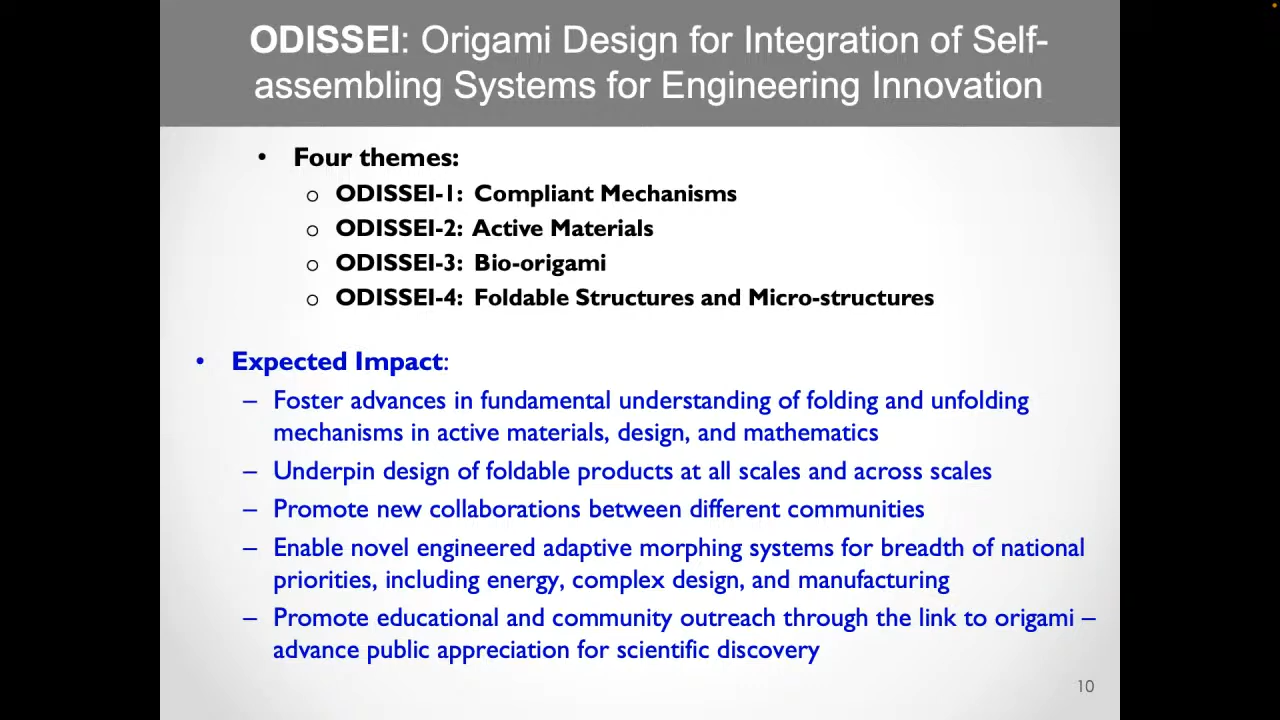 ODISSEI: Origami Design for Integration of Self-
assembling Systems for Engineering Innovation
• Four themes:
o ODISSEI-1: Compliant Mechanisms
o ODISSEI-2: Active Materials
o ODISSEI-3: Bio-origami
o ODISSEI-4: Foldable Structures and Micro-structures
• Expected Impact:
– Foster advances in fundamental understanding of folding and unfolding
mechanisms in active materials, design, and mathematics
– Underpin design of foldable products at all scales and across scales
– Promote new collaborations between different communities
– Enable novel engineered adaptive morphing systems for breadth of national
priorities, including energy, complex design, and manufacturing
– Promote educational and community outreach through the link to origami –
advance public appreciation for scientific discovery
10